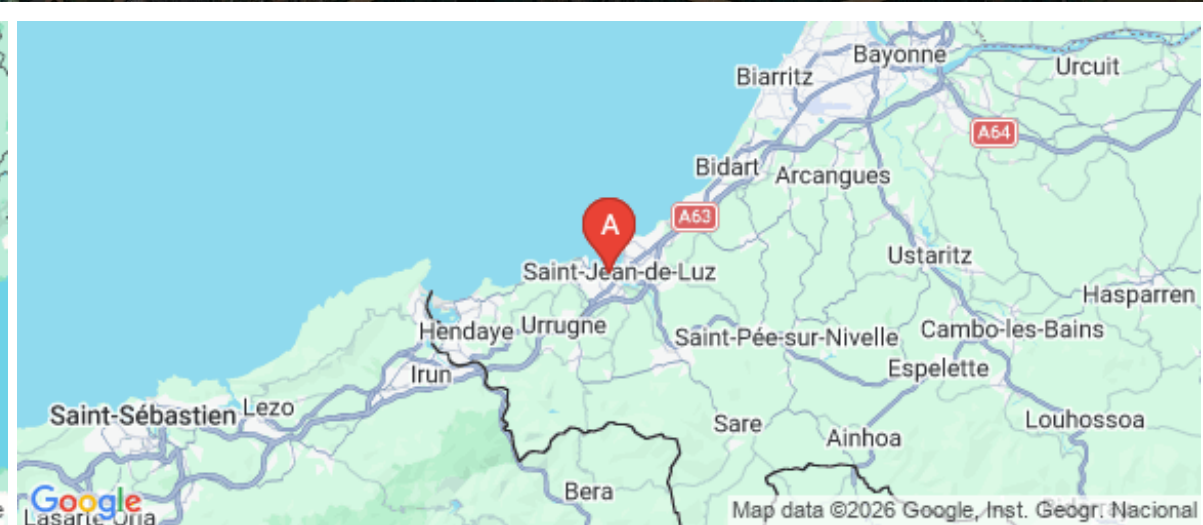 Bayonne
Urcuit
Biarritz
A64
Bidart
Arcangues
A63
A
Ustaritz
Saint-Jean-de-Luz
Hasparren
Hendaye
Urrugne
Saint-Pée-sur-Nivelle
Cambo-les-Bains
Irun
Espelette
Saint-Sébastien
Lezo
Sare
Louhossoa
Ainhoa
Bera
Google
Map data ©2026 Google, Inst. Geogr. Nacional